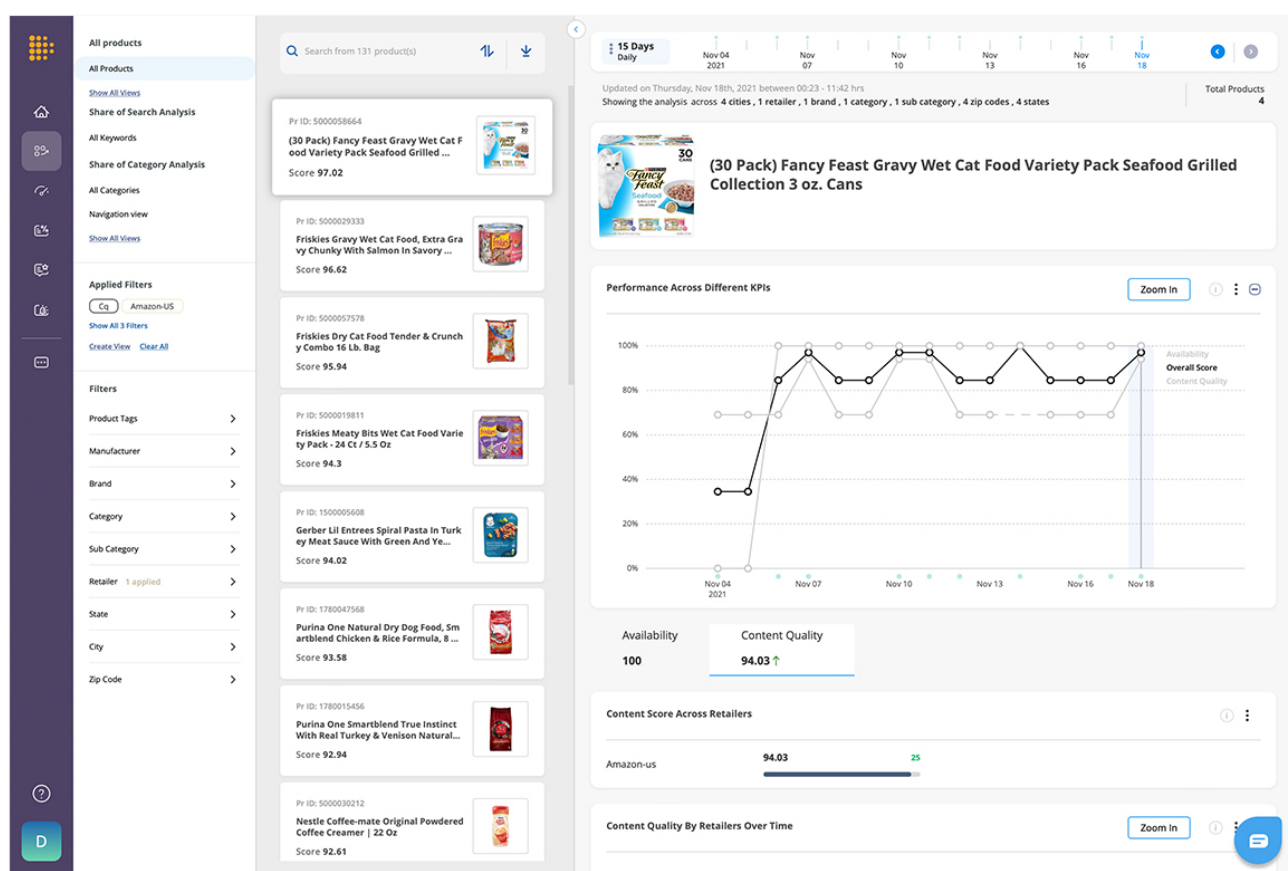 All products
All Products
Show All Views
Share of Search Analysis
All Keywords
Share of Category Analysis
All Categories
Navigation view
Show All Views
Applied Filters
Cq
Amazon-US
Show All 3 Filters
Create View Clear All
Filters
Product Tags
Manufacturer
Brand
Category
Sub Category
Retailer 1 applied
State
City
Zip Code
D
Search from 131 product(s)
Pr ID: 5000058664
(30 Pack) Fancy Feast Gravy Wet Cat F
ood Variety Pack Seafood Grilled ...
Score 97.02
Pr ID: 5000029333
Friskies Gravy Wet Cat Food, Extra Gra
vy Chunky With Salmon In Savory ...
Score 96.62
Pr ID: 5000057578
Friskies Dry Cat Food Tender & Crunch
y Combo 16 Lb. Bag
Score 95.94
Pr ID: 5000019811
Friskies Meaty Bits Wet Cat Food Varie
ty Pack - 24 Ct / 5.5 Oz
Score 94.3
Pr ID: 1500005608
Gerber Lil Entrees Spiral Pasta In Turk
ey Meat Sauce With Green And Ye...
Score 94.02
Pr ID: 1780047568
Purina One Natural Dry Dog Food, Sm
artblend Chicken & Rice Formula, 8 ...
Score 93.58
Pr ID: 1780015456
Purina One Smartblend True Instinct
With Real Turkey & Venison Natural...
Score 92.94
Pr ID: 5000030212
Nestle Coffee-mate Original Powdered
Coffee Creamer | 22 Oz
Score 92.61
15 Days
Daily
Nov 04 Nov Nov Nov Nov Nov
2021 07 10 13 16 18
Updated on Thursday, Nov 18th, 2021 between 00:23 - 11:42 hrs
Showing the analysis across 4 cities , 1 retailer , 1 brand , 1 category , 1 sub category , 4 zip codes , 4 states
Total Products
4
PURINA
30
CANS
Fancy
Feast
Seafood
GRILLED
(30 Pack) Fancy Feast Gravy Wet Cat Food Variety Pack Seafood Grilled
Collection 3 oz. Cans
Performance Across Different KPIs
Zoom In
100%
80%
60%
40%
20%
0%
Availability
Overall Score
Content Quality
Nov 04 Nov 07 Nov 10 Nov 13 Nov 16 Nov 18
2021
Availability
100
Content Quality
94.03 ↑
Content Score Across Retailers
Amazon-us
94.03
25
Content Quality By Retailers Over Time
Zoom In